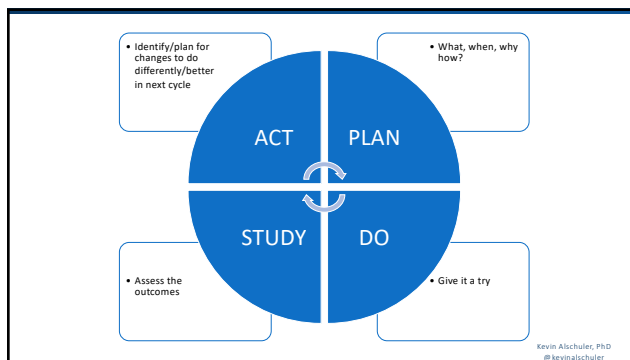 • Identify/plan for
changes to do
differently/better
in next cycle
• What, when, why
how?
ACT
PLAN
STUDY
DO
• Assess the
outcomes
• Give it a try
Kevin Alschuler, PhD
@kevinalschuler